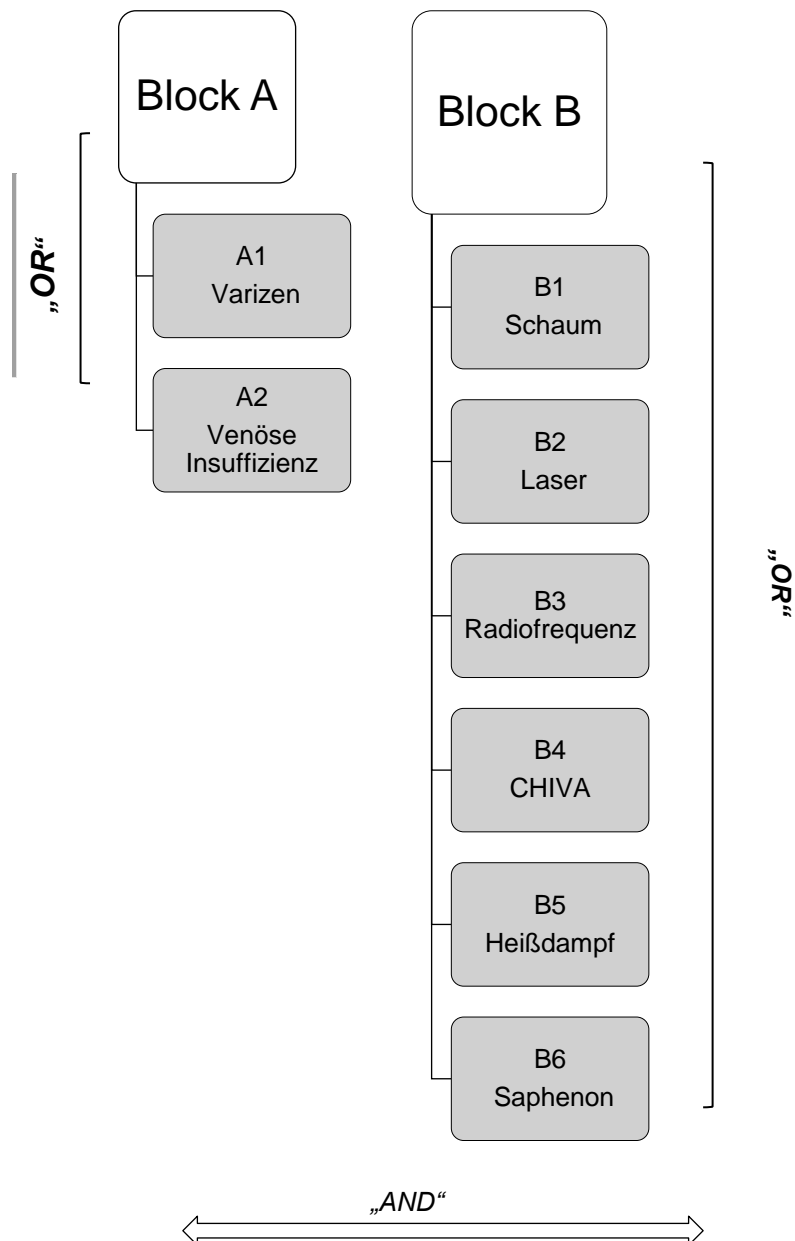 Block A
„OR“
A1
Varizen
A2
Venöse
Insuffizienz
Block B
B1
Schaum
B2
Laser
B3
Radiofrequenz
B4
CHIVA
B5
Heißdampf
B6
Saphenon
„OR“
„AND“